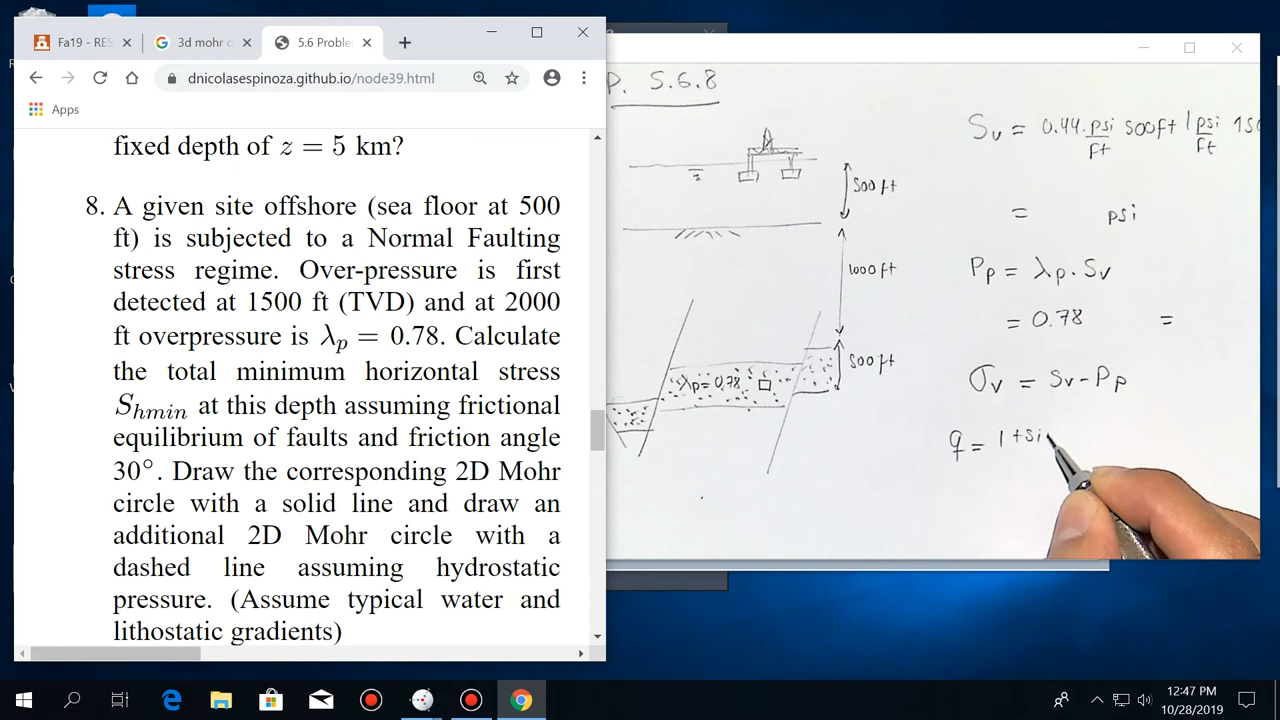 Fa19 - RES
3d mohr c
5.6 Proble
dnicolasespinoza.github.io/node39.html
Apps
fixed depth of z = 5 km?
8. A given site offshore (sea floor at 500
ft) is subjected to a Normal Faulting
stress regime. Over-pressure is first
detected at 1500 ft (TVD) and at 2000
ft overpressure is λp = 0.78. Calculate
the total minimum horizontal stress
Shmin at this depth assuming frictional
equilibrium of faults and friction angle
30°. Draw the corresponding 2D Mohr
circle with a solid line and draw an
additional 2D Mohr circle with a
dashed line assuming hydrostatic
pressure. (Assume typical water and
lithostatic gradients)
P. 5.6.8
500ft
1000ft
500ft
λp=0.78
Sv = 0.44 psi/ft 500ft 1 psi/ft 150
= psi
Pp = λp . Sv
= 0.78 =
σv = Sv-Pp
q = 1+si
12:47 PM
10/28/2019